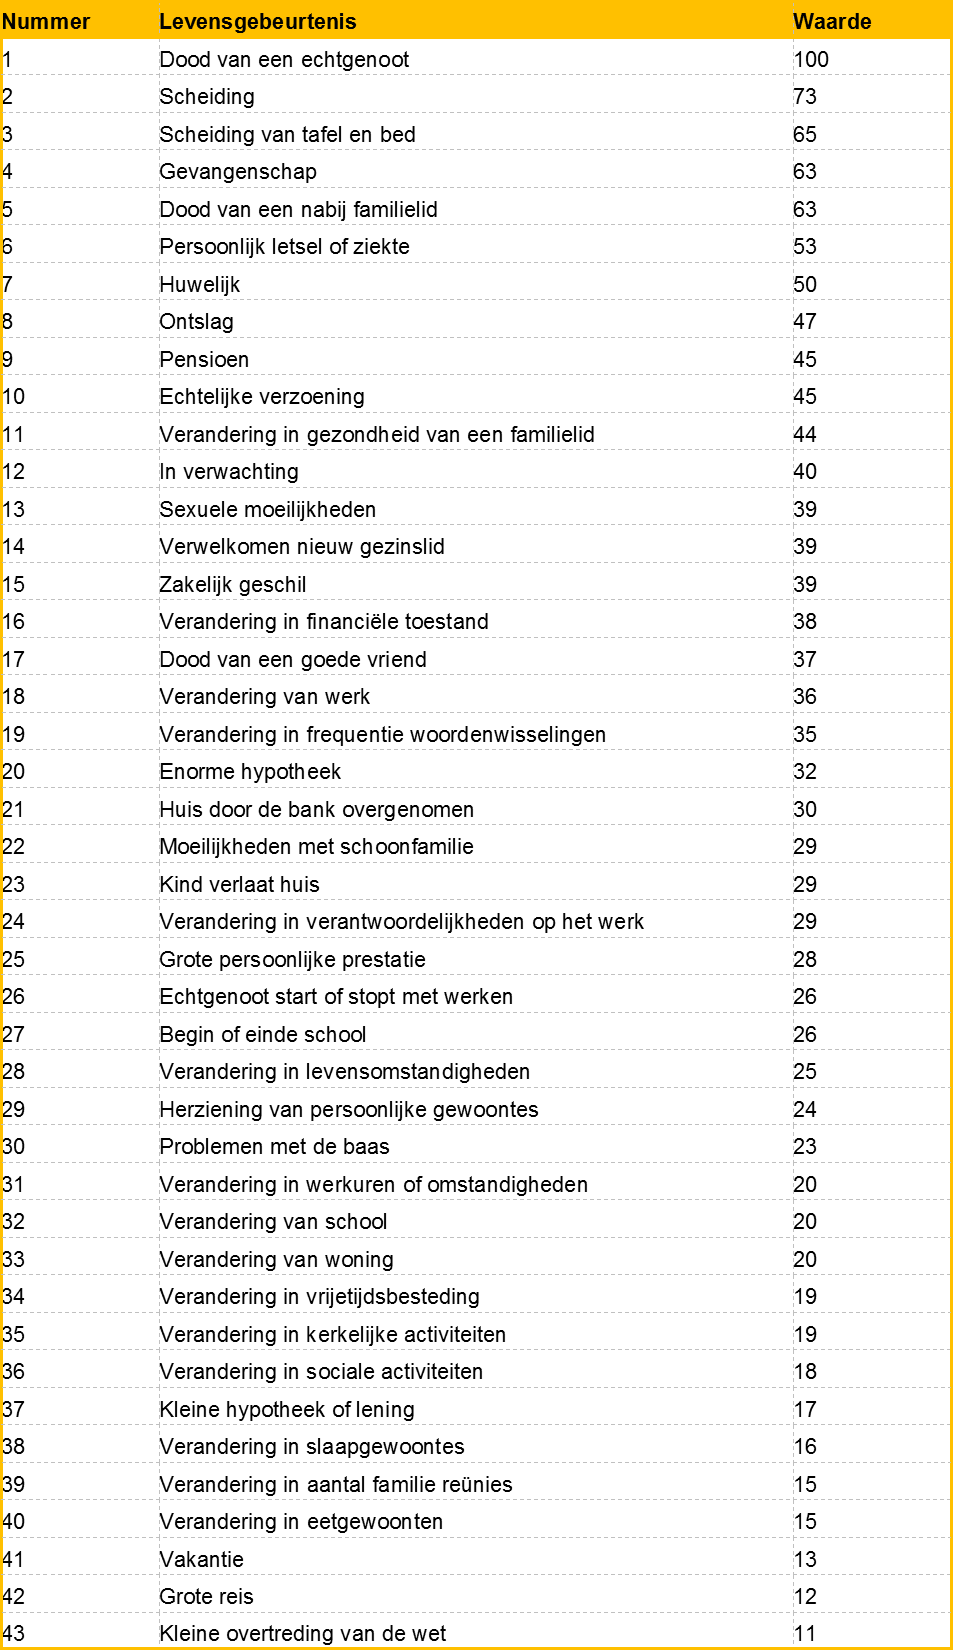 Nummer Levensgebeurtenis Waarde
1 Dood van een echtgenoot 100
2 Scheiding 73
3 Scheiding van tafel en bed 65
4 Gevangenschap 63
5 Dood van een nabij familielid 63
6 Persoonlijk letsel of ziekte 53
7 Huwelijk 50
8 Ontslag 47
9 Pensioen 45
10 Echtelijke verzoening 45
11 Verandering in gezondheid van een familielid 44
12 In verwachting 40
13 Sexuele moeilijkheden 39
14 Verwelkomen nieuw gezinslid 39
15 Zakelijk geschil 39
16 Verandering in financiële toestand 38
17 Dood van een goede vriend 37
18 Verandering van werk 36
19 Verandering in frequentie woordenwisselingen 35
20 Enorme hypotheek 32
21 Huis door de bank overgenomen 30
22 Moeilijkheden met schoonfamilie 29
23 Kind verlaat huis 29
24 Verandering in verantwoordelijkheden op het werk 29
25 Grote persoonlijke prestatie 28
26 Echtgenoot start of stopt met werken 26
27 Begin of einde school 26
28 Verandering in levensomstandigheden 25
29 Herziening van persoonlijke gewoontes 24
30 Problemen met de baas 23
31 Verandering in werkuren of omstandigheden 20
32 Verandering van school 20
33 Verandering van woning 20
34 Verandering in vrijetijdsbesteding 19
35 Verandering in kerkelijke activiteiten 19
36 Verandering in sociale activiteiten 18
37 Kleine hypotheek of lening 17
38 Verandering in slaapgewoontes 16
39 Verandering in aantal familie reünies 15
40 Verandering in eetgewoonten 15
41 Vakantie 13
42 Grote reis 12
43 Kleine overtreding van de wet 11